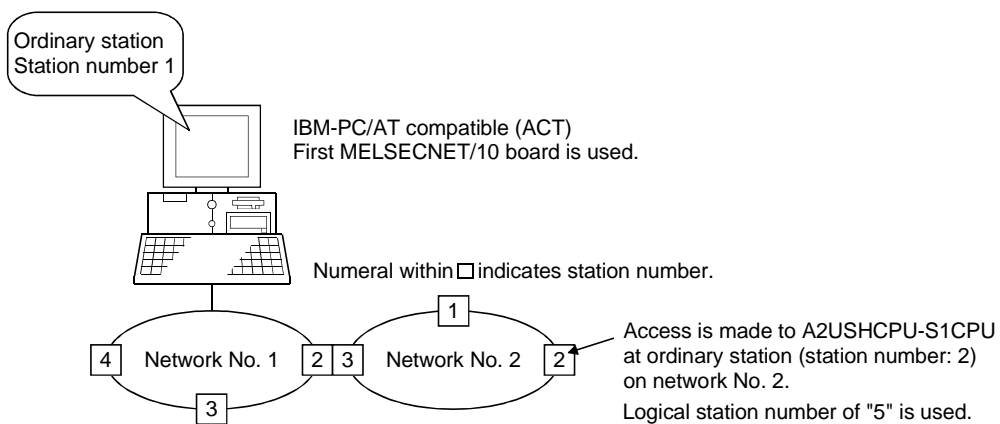 Ordinary station
Station number 1
IBM-PC/AT compatible (ACT)
First MELSECNET/10 board is used.
Numeral within □ indicates station number.
1
4 Network No. 1 2 3 Network No. 2 2
3
Access is made to A2USHCPU-S1CPU
at ordinary station (station number: 2)
on network No. 2.
Logical station number of "5" is used.